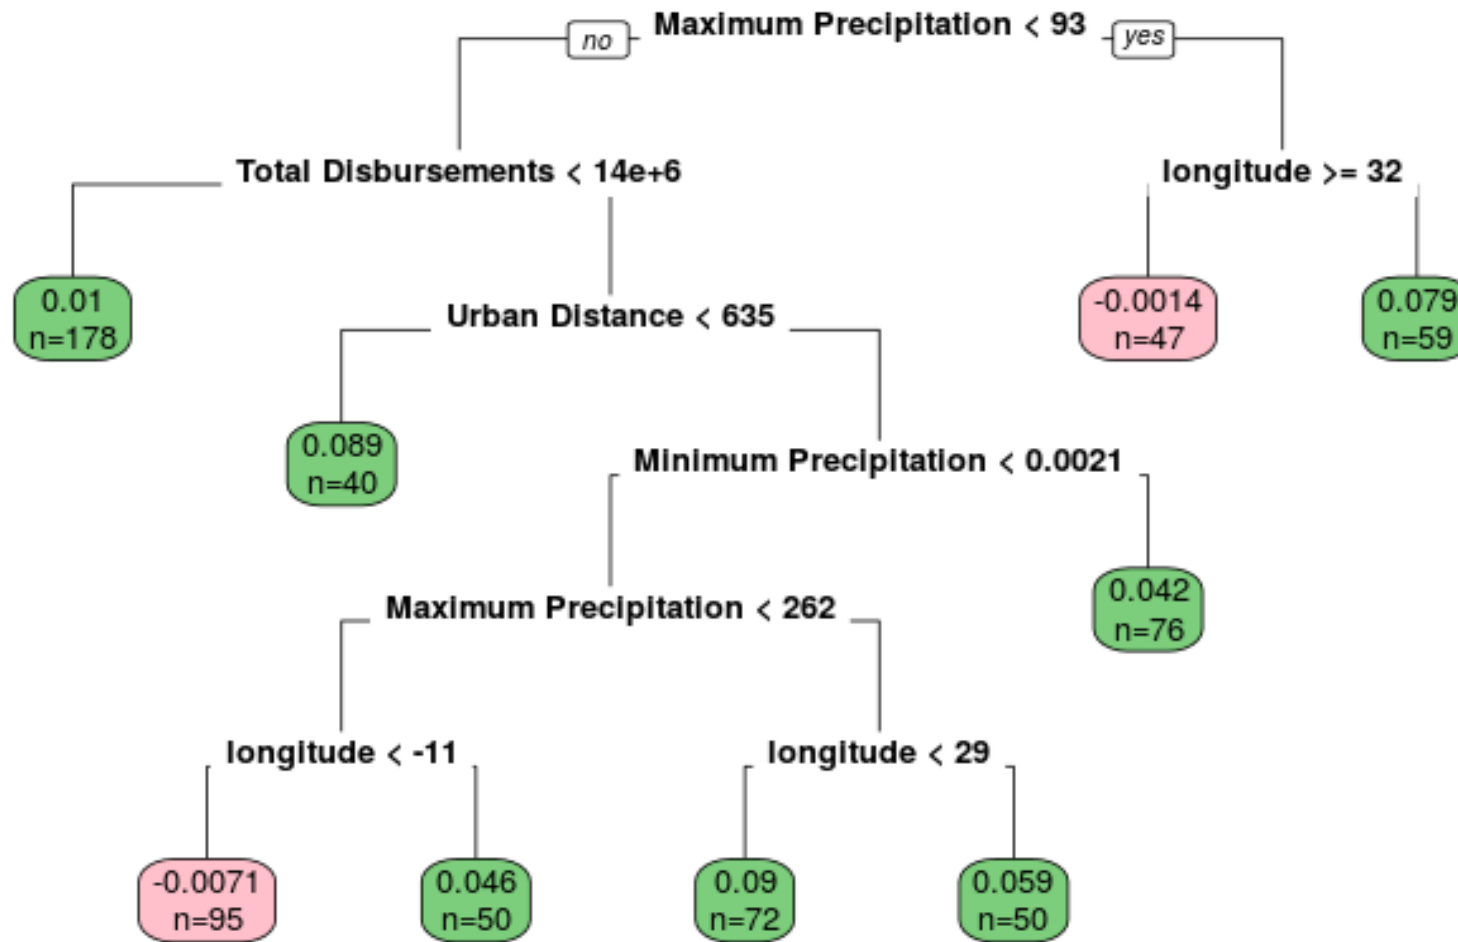 Maximum Precipitation < 93
no
yes
Total Disbursements < 14e+6
longitude >= 32
0.01
n=178
Urban Distance < 635
-0.0014
n=47
0.079
n=59
0.089
n=40
Minimum Precipitation < 0.0021
Maximum Precipitation < 262
0.042
n=76
longitude < -11
longitude < 29
-0.0071
n=95
0.046
n=50
0.09
n=72
0.059
n=50